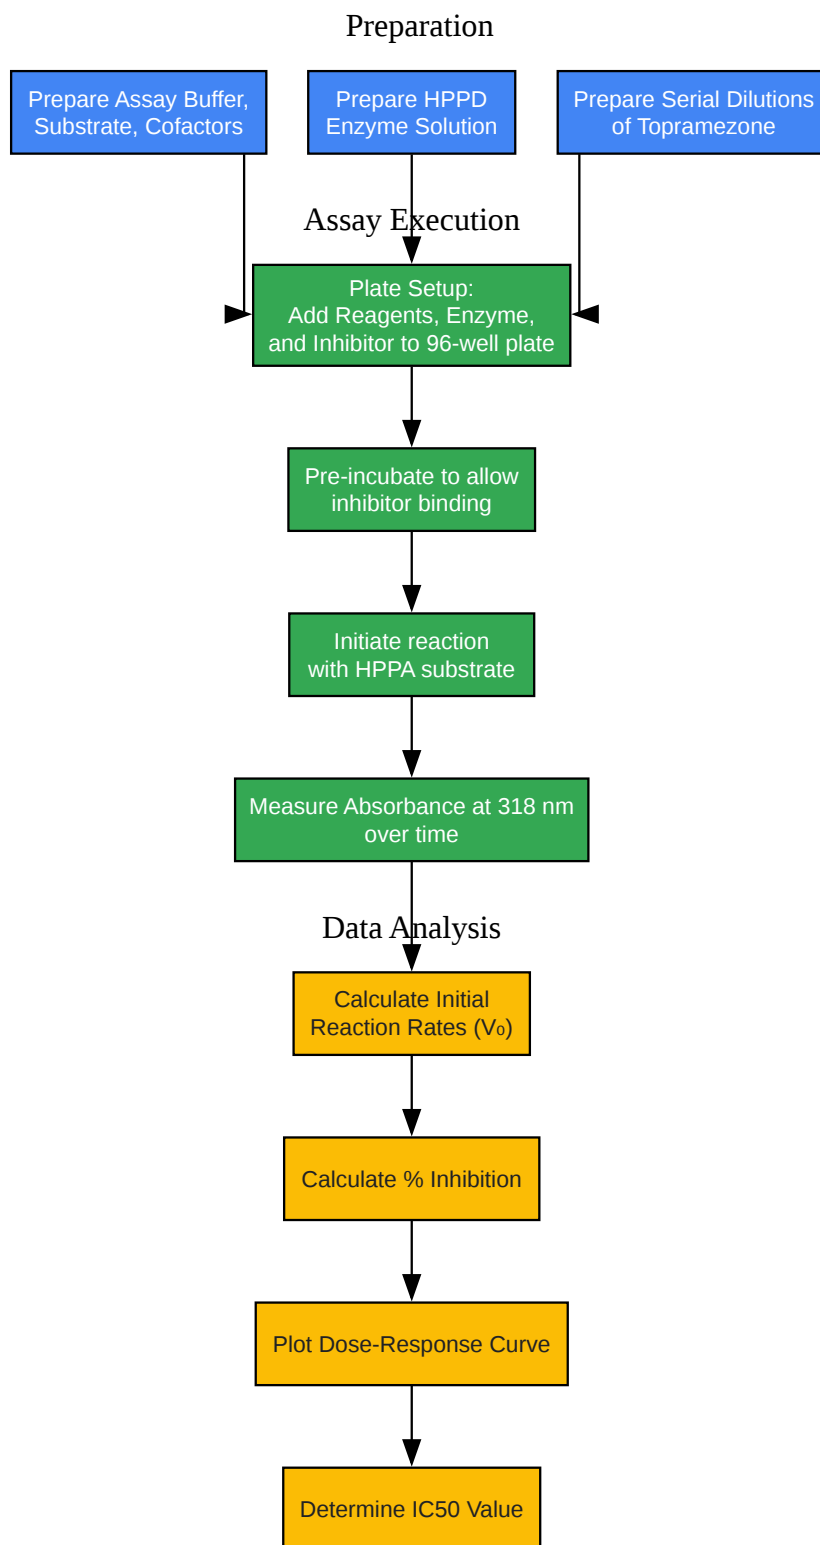 Preparation
Prepare Assay Buffer,
Substrate, Cofactors
Prepare HPPD
Enzyme Solution
Prepare Serial Dilutions
of Topramezone
Assay Execution
Plate Setup:
Add Reagents, Enzyme,
and Inhibitor to 96-well plate
Pre-incubate to allow
inhibitor binding
Initiate reaction
with HPPA substrate
Measure Absorbance at 318 nm
over time
Data Analysis
Calculate Initial
Reaction Rates (V₀)
Calculate % Inhibition
Plot Dose-Response Curve
Determine IC50 Value